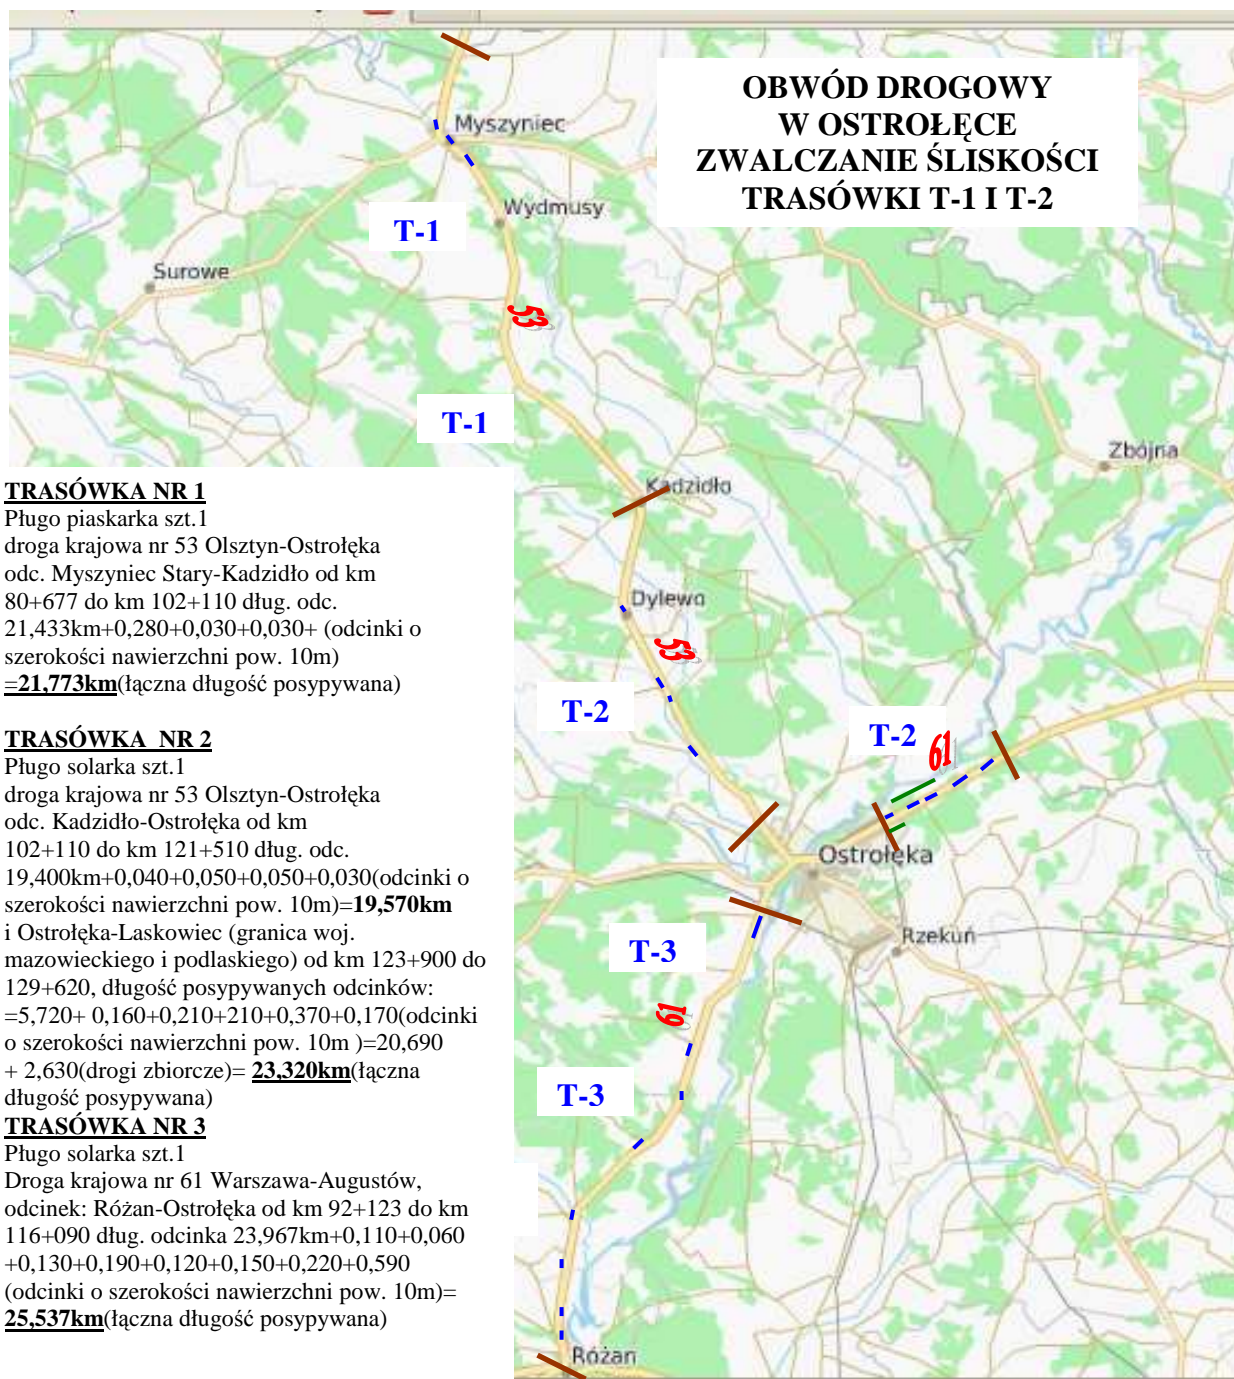 OBWÓD DROGOWY
W OSTROŁĘCE
ZWALCZANIE ŚLISKOŚCI
TRASÓWKI T-1 I T-2
Myszyniec
Wydmusy
T-1
Surowe
53
T-1
Zbójna
Kadzidło
Dylewo
53
T-2
T-2
61
Ostrołęka
Rzekuń
T-3
61
T-3
Różan
TRASÓWKA NR 1
Pługo piaskarka szt.1
droga krajowa nr 53 Olsztyn-Ostrołęka
odc. Myszyniec Stary-Kadzidło od km
80+677 do km 102+110 dług. odc.
21,433km+0,280+0,030+0,030+ (odcinki o
szerokości nawierzchni pow. 10m)
=21,773km(łączna długość posypywana)
TRASÓWKA NR 2
Pługo solarka szt.1
droga krajowa nr 53 Olsztyn-Ostrołęka
odc. Kadzidło-Ostrołęka od km
102+110 do km 121+510 dług. odc.
19,400km+0,040+0,050+0,050+0,030(odcinki o
szerokości nawierzchni pow. 10m)=19,570km
i Ostrołęka-Laskowiec (granica woj.
mazowieckiego i podlaskiego) od km 123+900 do
129+620, długość posypywanych odcinków:
=5,720+ 0,160+0,210+210+0,370+0,170(odcinki
o szerokości nawierzchni pow. 10m )=20,690
+ 2,630(drogi zbiorcze)= 23,320km(łączna
długość posypywana)
TRASÓWKA NR 3
Pługo solarka szt.1
Droga krajowa nr 61 Warszawa-Augustów,
odcinek: Różan-Ostrołęka od km 92+123 do km
116+090 dług. odcinka 23,967km+0,110+0,060
+0,130+0,190+0,120+0,150+0,220+0,590
(odcinki o szerokości nawierzchni pow. 10m)=
25,537km(łączna długość posypywana)